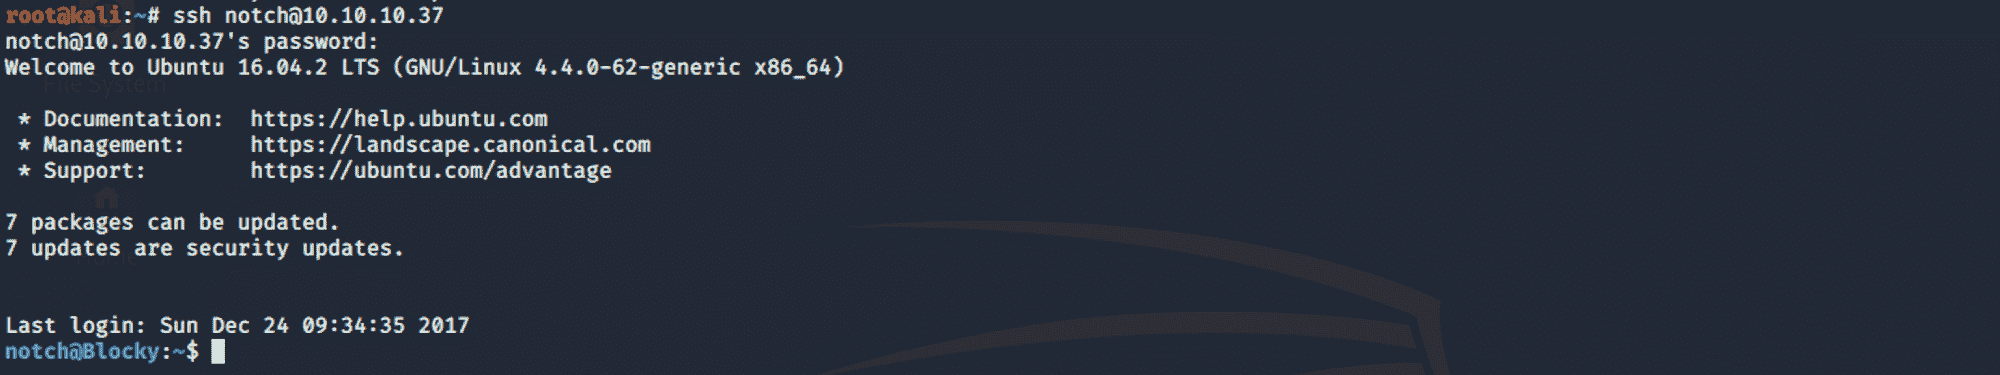 root@kali:~# ssh notch@10.10.10.37
notch@10.10.10.37's password:
Welcome to Ubuntu 16.04.2 LTS (GNU/Linux 4.4.0-62-generic x86_64)
File System
 * Documentation:  https://help.ubuntu.com
 * Management:     https://landscape.canonical.com
 * Support:        https://ubuntu.com/advantage
7 packages can be updated.
7 updates are security updates.
Last login: Sun Dec 24 09:34:35 2017
notch@Blocky:~$